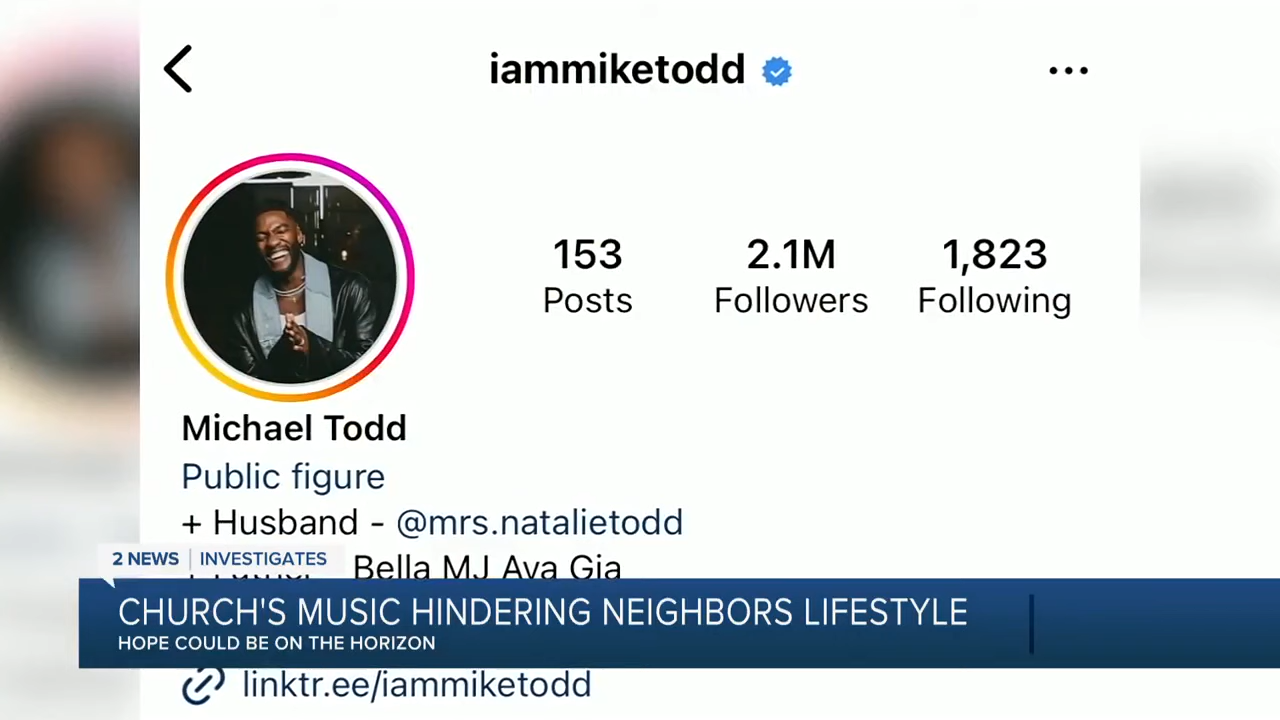 iammiketodd
153
2.1M
1,823
Posts
Followers
Following
Michael Todd
Public figure
+ Husband - @mrs.natalietodd
Bella MJ Ava Gia
2 NEWS | INVESTIGATES
CHURCH'S MUSIC HINDERING NEIGHBORS LIFESTYLE
HOPE COULD BE ON THE HORIZON
linktr.ee/iammiketodd